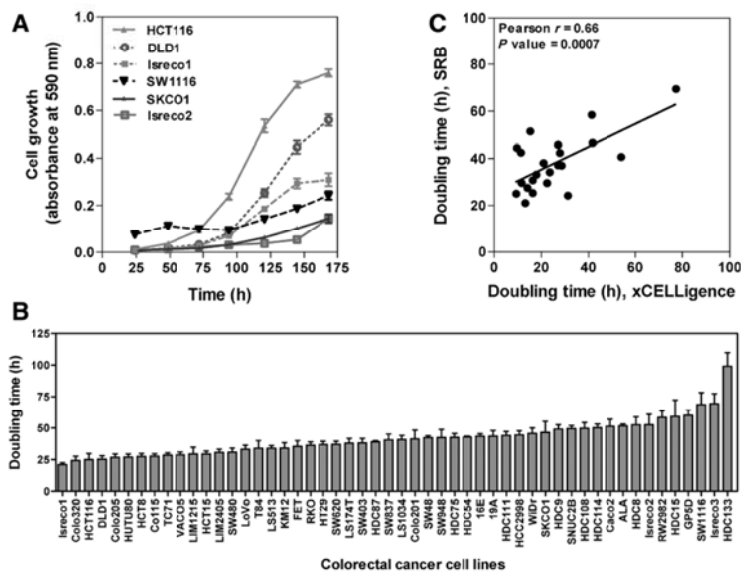 A
HCT116
DLD1
Isreco1
SW1116
SKCO1
Isreco2
Cell growth
(absorbance at 590 nm)
1.0
0.8
0.6
0.4
0.2
0.0
0 25 50 75 100 125 150 175
Time (h)
C
Pearson r = 0.66
P value = 0.0007
Doubling time (h), SRB
100
80
60
40
20
0
0 20 40 60 80 100
Doubling time (h), xCELLigence
B
Doubling time (h)
125
100
75
50
25
0
Isreco1
Colo320
HCT116
DLD1
Colo205
HUTU80
HCT8
Co115
TC71
VACO5
LIM1215
HCT15
LIM2405
SW480
LoVo
T84
LS513
KM12
FET
RKO
HT29
SW620
LS174T
SW403
HDC87
SW837
LS1034
Colo201
SW48
SW948
HDC75
HDC54
16E
19A
HDC111
HCC2998
WiDr
SKCO1
HDC9
SNUC2B
HDC108
HDC114
Caco2
ALA
HDC8
Isreco2
RW2982
HDC15
GP5D
SW1116
Isreco3
HDC133
Colorectal cancer cell lines